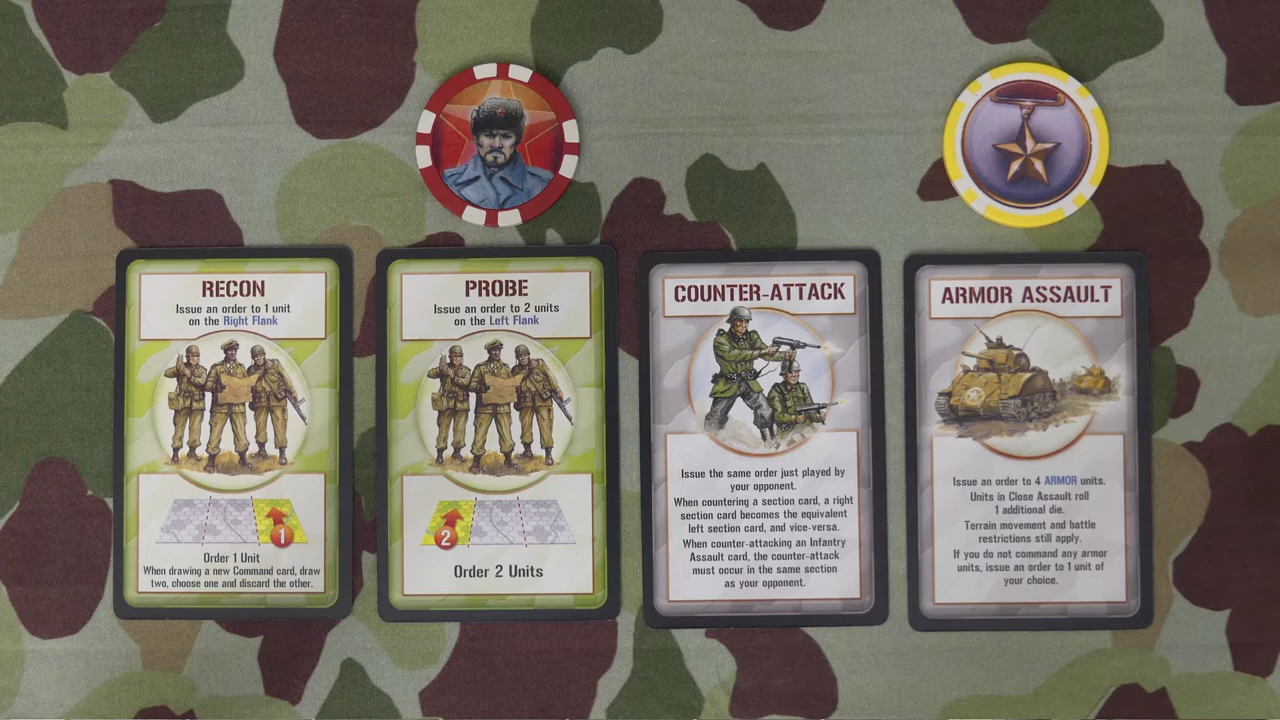 RECON
Issue an order to 1 unit
on the Right Flank
1
Order 1 Unit
When drawing a new Command card, draw
two, choose one and discard the other.
PROBE
Issue an order to 2 units
on the Left Flank
2
Order 2 Units
COUNTER-ATTACK
Issue the same order just played by
your opponent.
When countering a section card, a right
section card becomes the equivalent
left section card, and vice-versa.
When counter-attacking an Infantry
Assault card, the counter-attack
must occur in the same section
as your opponent.
ARMOR ASSAULT
Issue an order to 4 ARMOR units.
Units in Close Assault roll
1 additional die.
Terrain movement and battle
restrictions still apply.
If you do not command any armor
units, issue an order to 1 unit of
your choice.